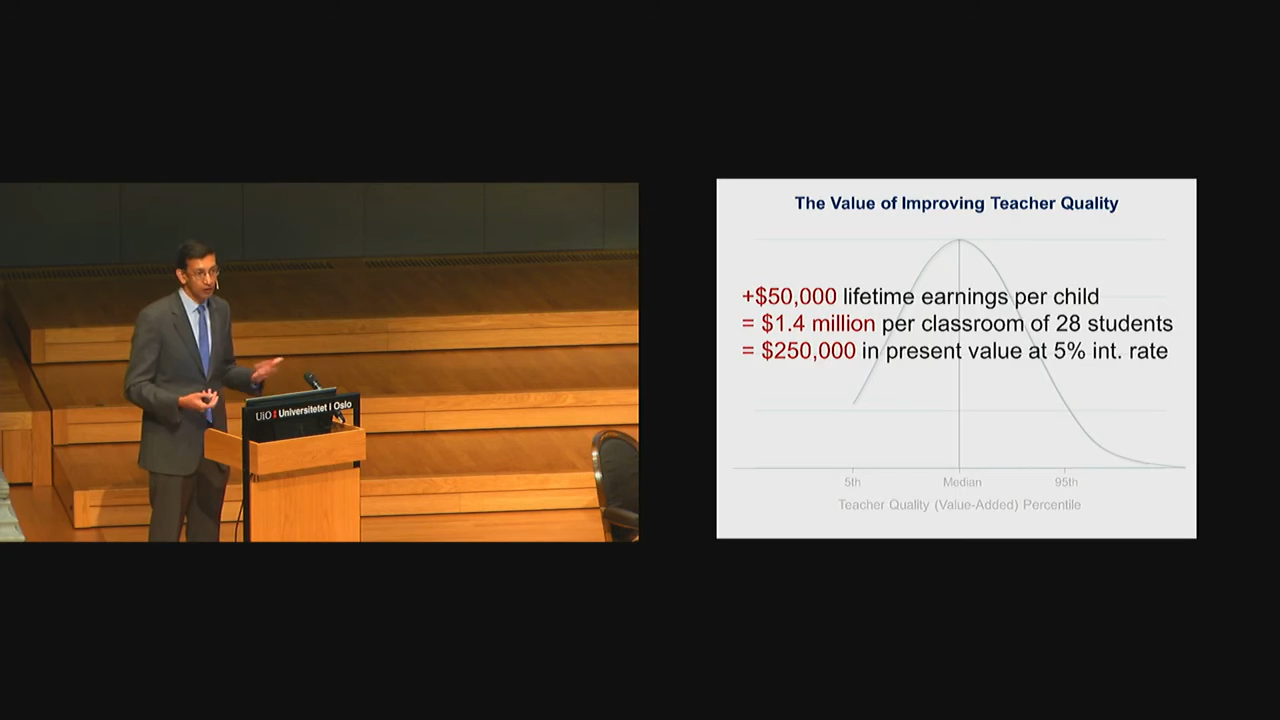 UiO Universitetet i Oslo
The Value of Improving Teacher Quality
+$50,000 lifetime earnings per child
= $1.4 million per classroom of 28 students
= $250,000 in present value at 5% int. rate
5th Median 95th
Teacher Quality (Value-Added) Percentile